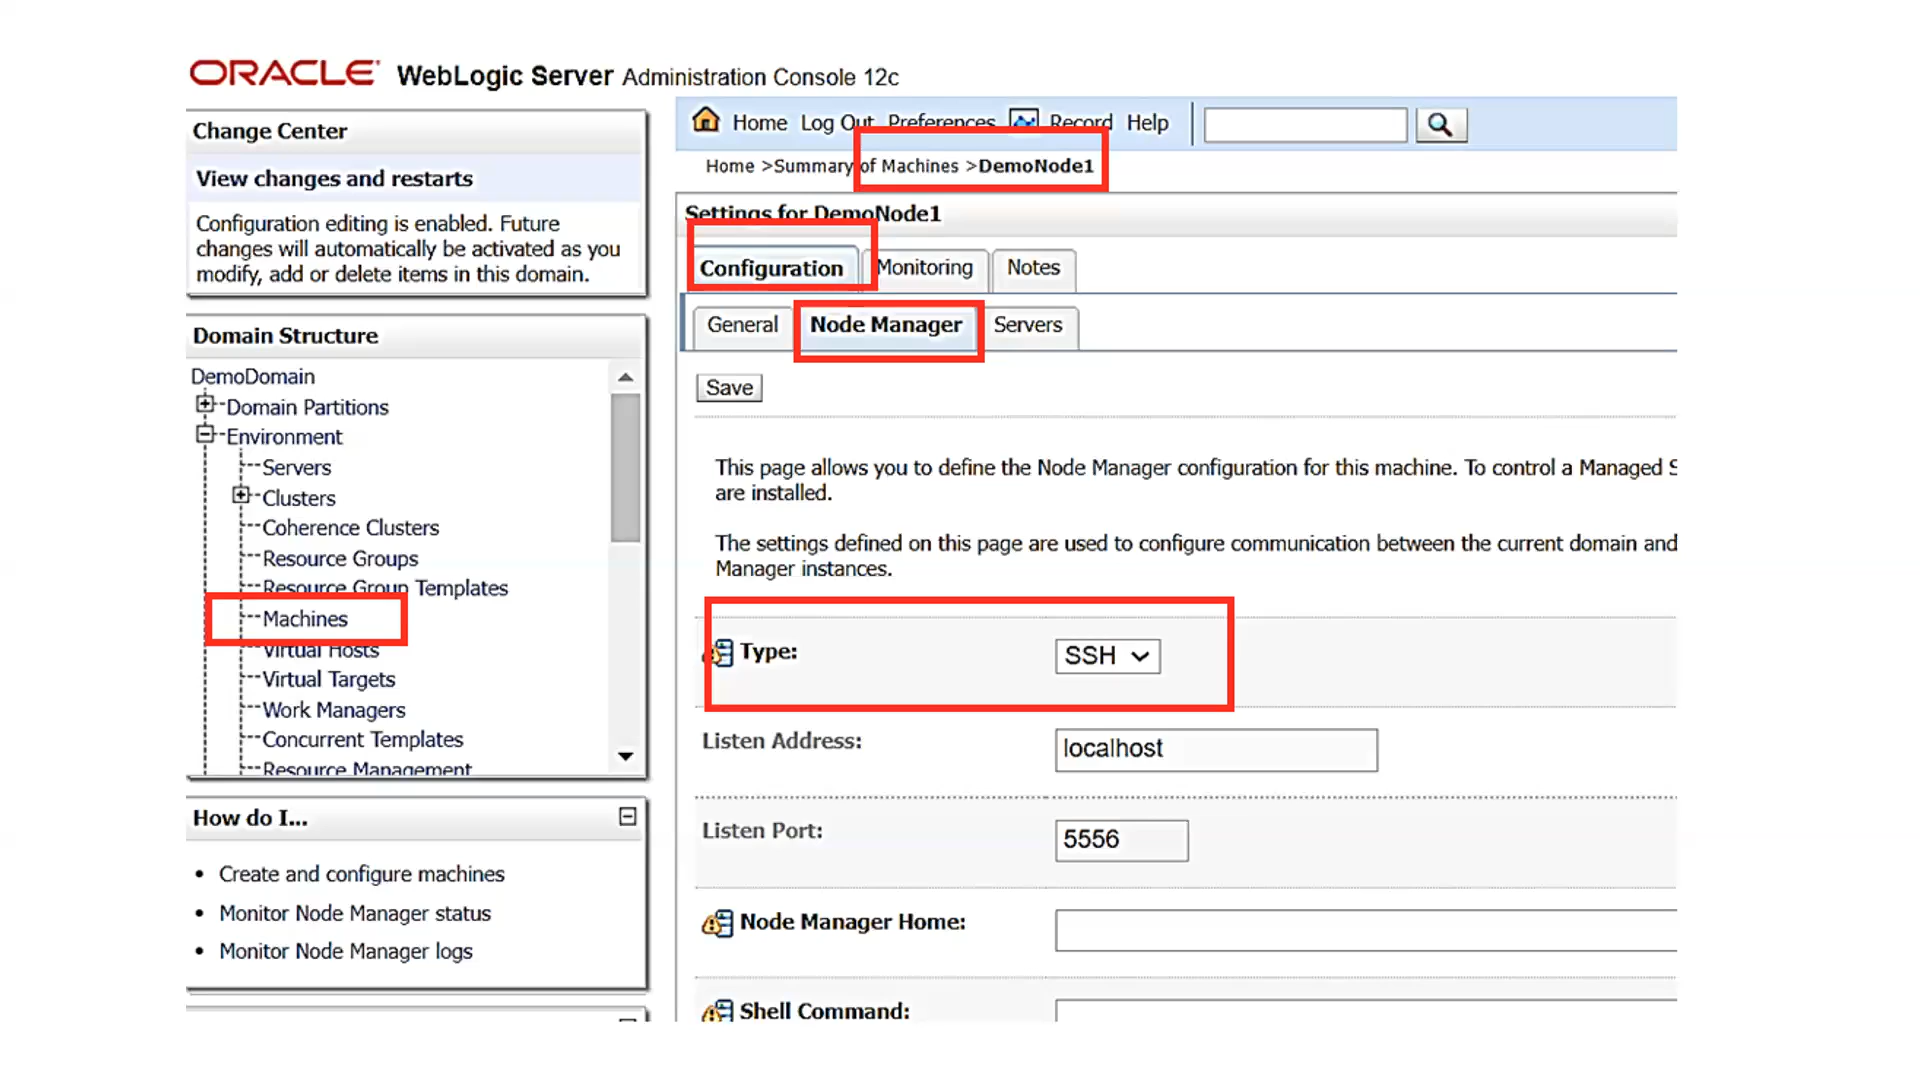 ORACLE WebLogic Server Administration Console 12c
Change Center
View changes and restarts
Configuration editing is enabled. Future
changes will automatically be activated as you
modify, add or delete items in this domain.
Domain Structure
DemoDomain
Domain Partitions
Environment
Servers
Clusters
Coherence Clusters
Resource Groups
Resource Group Templates
Machines
Virtual Hosts
Virtual Targets
Work Managers
Concurrent Templates
Resource Management
How do I...
• Create and configure machines
• Monitor Node Manager status
• Monitor Node Manager logs
Home Log Out Preferences Record Help
Home >Summary of Machines >DemoNode1
Settings for DemoNode1
Configuration Monitoring Notes
General Node Manager Servers
Save
This page allows you to define the Node Manager configuration for this machine. To control a Managed S
are installed.
The settings defined on this page are used to configure communication between the current domain and
Manager instances.
Type: SSH
Listen Address: localhost
Listen Port: 5556
Node Manager Home:
Shell Command: